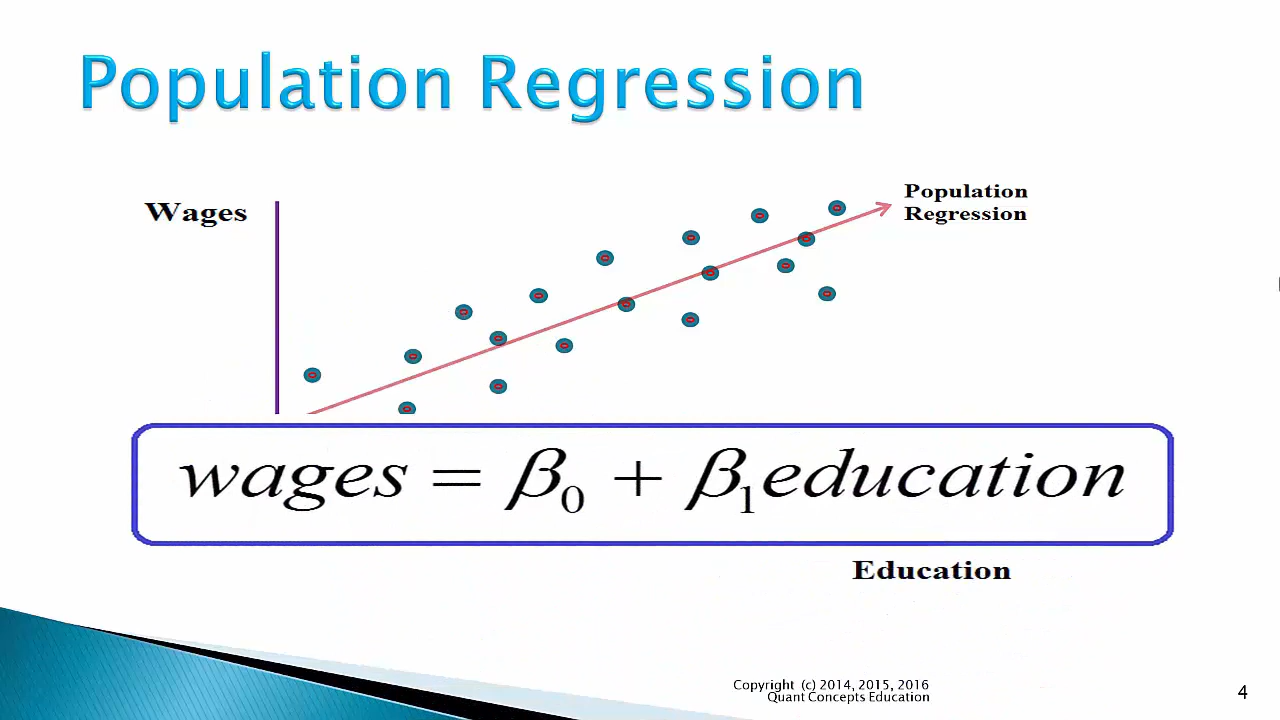 Population Regression
Wages
Population
Regression
wages = β₀ + β₁education
Education
Copyright (c) 2014, 2015, 2016
Quant Concepts Education
4